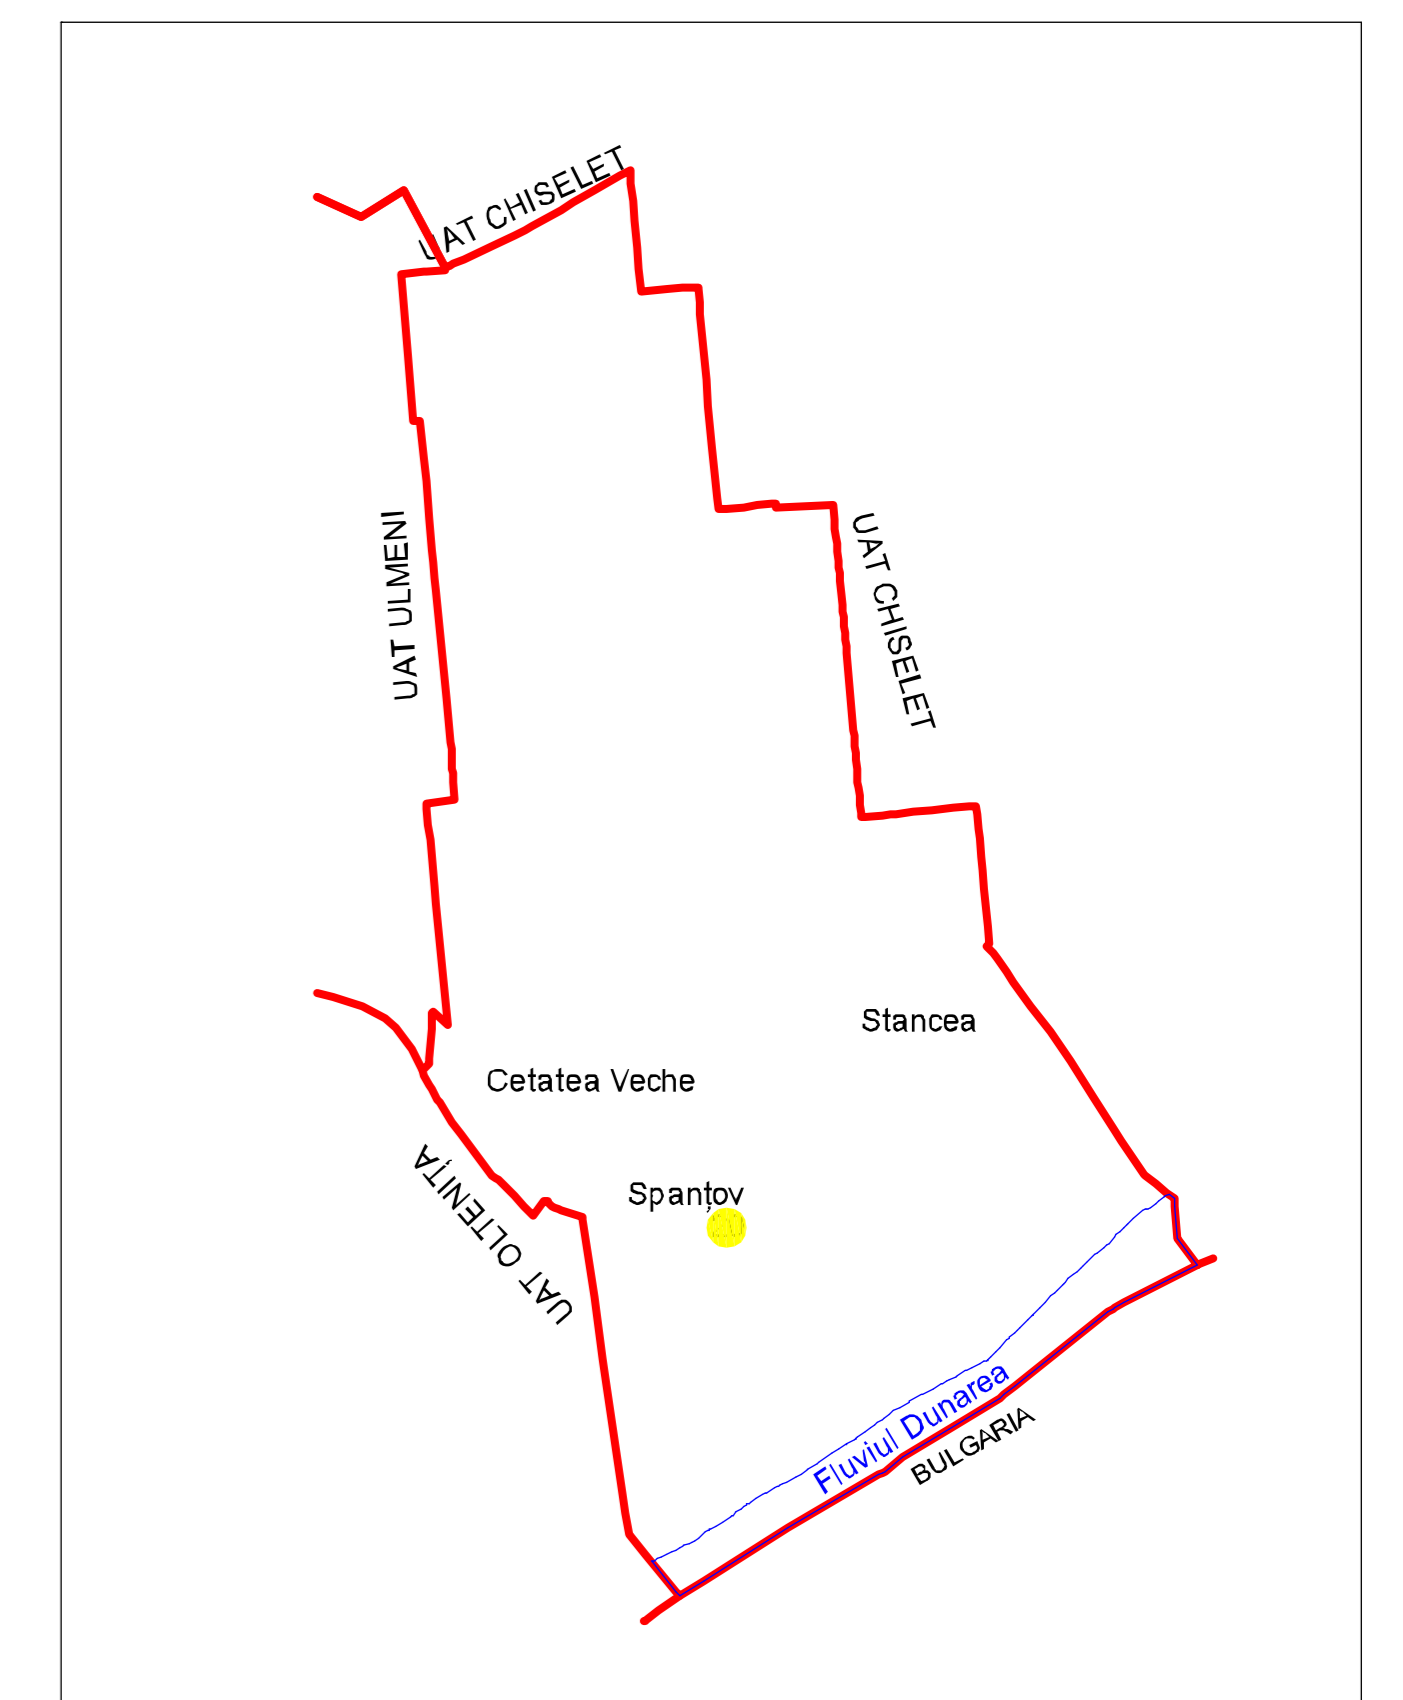 UAT CHISELET
UAT ULMENI
UAT CHISELET
Stancea
Cetatea Veche
UAT OLTENIȚA
Spanțov
Fluviul Dunarea
BULGARIA